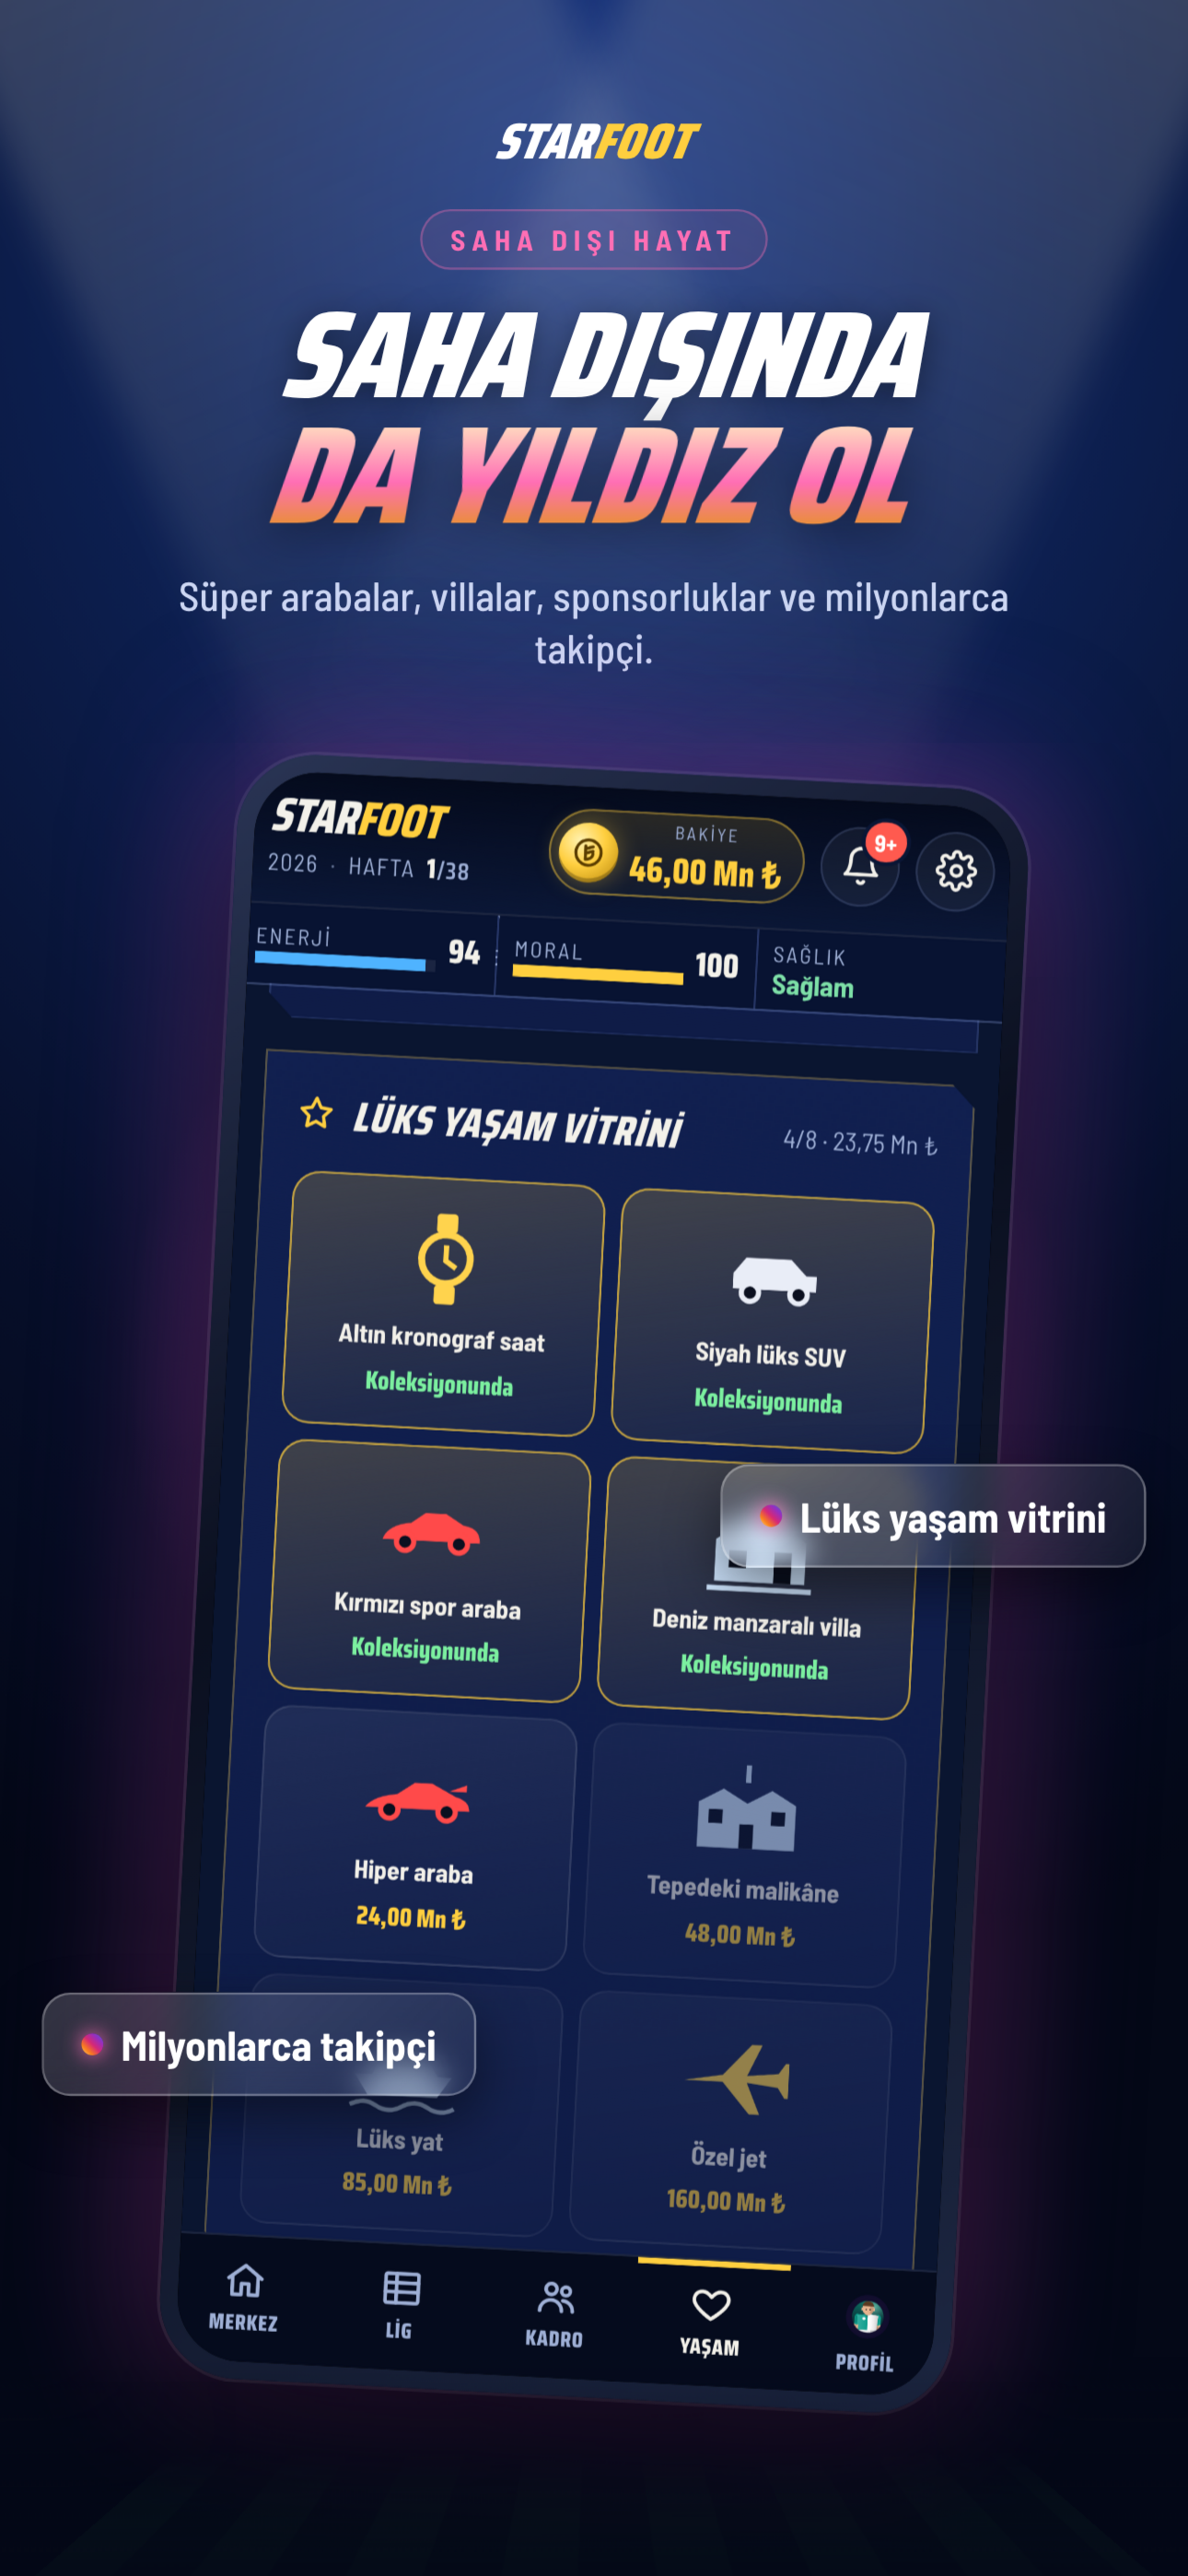 STARFOOT
SAHA DIŞI HAYAT
SAHA DIŞINDA
DA YILDIZ OL
Süper arabalar, villalar, sponsorluklar ve milyonlarca
takipçi.
STARFOOT
2026 · HAFTA 1/38
BAKİYE
46,00 Mn ₺
9+
ENERJİ
94
MORAL
100
SAĞLIK
Sağlam
LÜKS YAŞAM VİTRİNİ
4/8 · 23,75 Mn ₺
Altın kronograf saat
Koleksiyonunda
Siyah lüks SUV
Koleksiyonunda
Lüks yaşam vitrini
Kırmızı spor araba
Koleksiyonunda
Deniz manzaralı villa
Koleksiyonunda
Hiper araba
24,00 Mn ₺
Tepedeki malikâne
48,00 Mn ₺
Milyonlarca takipçi
Lüks yat
85,00 Mn ₺
Özel jet
160,00 Mn ₺
MERKEZ
LİG
KADRO
YAŞAM
PROFİL